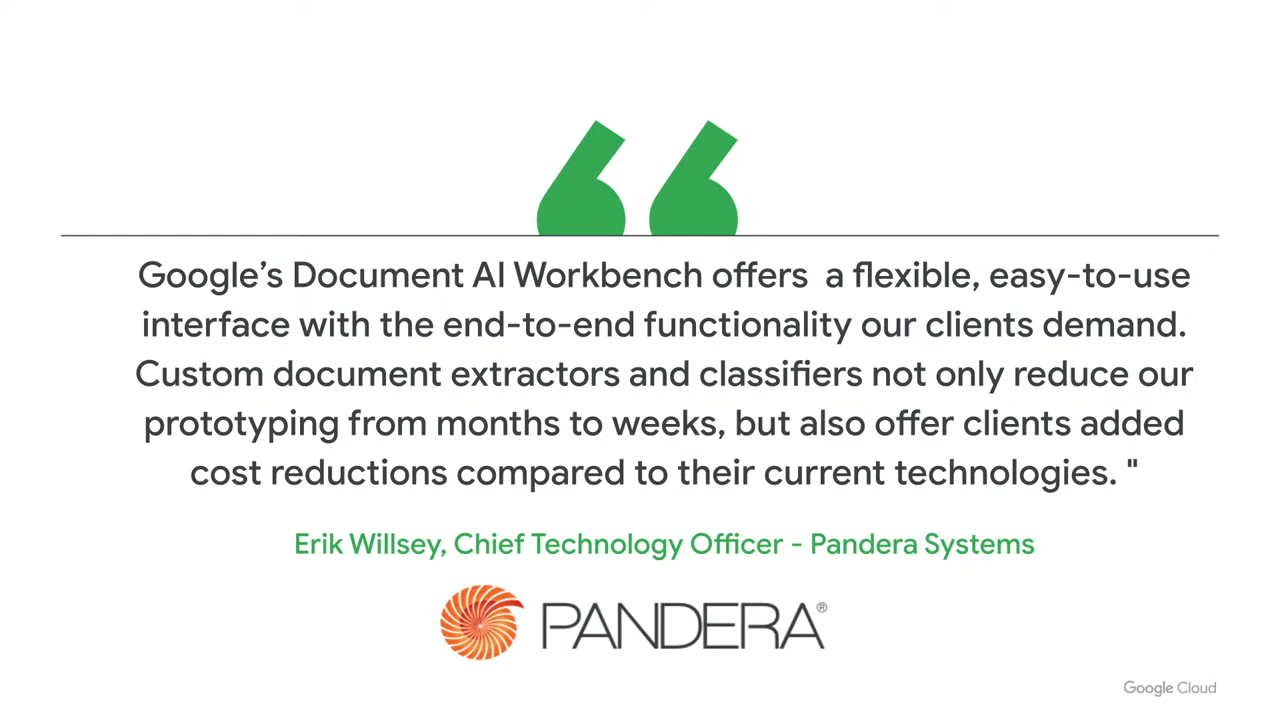 Google’s Document AI Workbench offers  a flexible, easy-to-use
interface with the end-to-end functionality our clients demand.
Custom document extractors and classifiers not only reduce our
prototyping from months to weeks, but also offer clients added
cost reductions compared to their current technologies. "
Erik Willsey, Chief Technology Officer - Pandera Systems
PANDERA®
Google Cloud